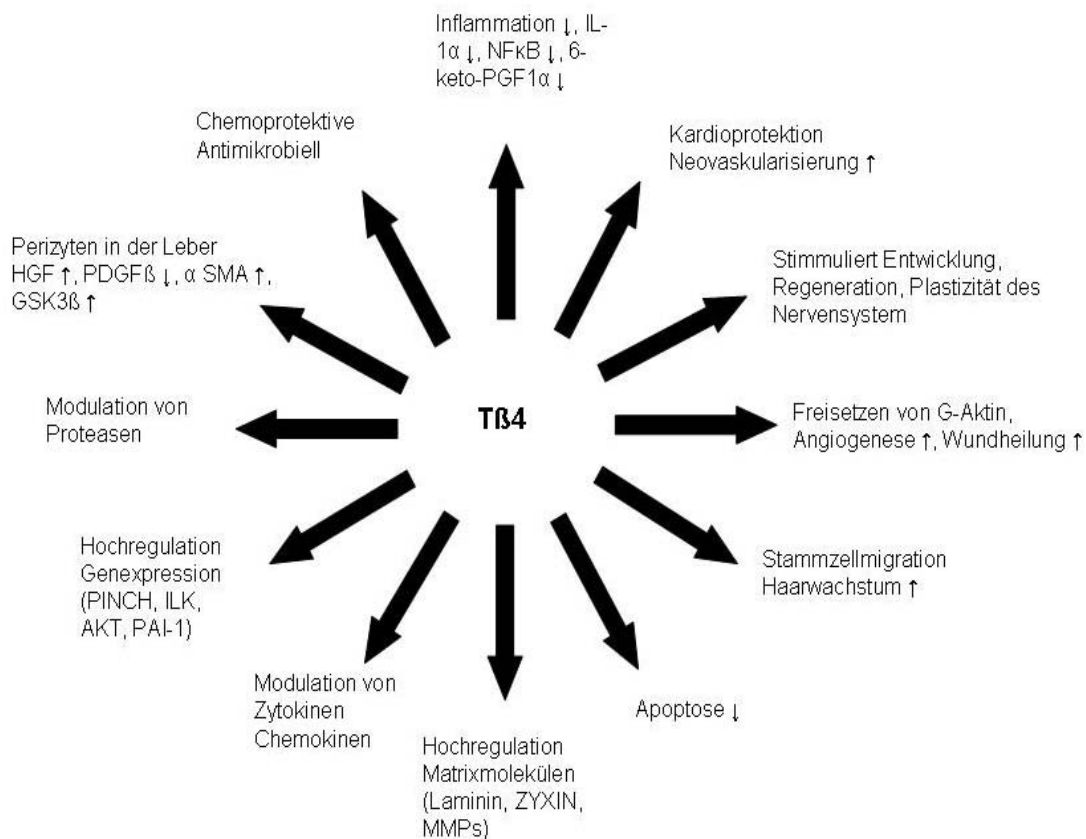 Inflammation ↓, IL-
1α ↓, NFκB ↓, 6-
keto-PGF1α ↓
Kardioprotektion
Neovaskularisierung ↑
Stimmuliert Entwicklung,
Regeneration, Plastizität des
Nervensystem
Freisetzen von G-Aktin,
Angiogenese ↑, Wundheilung ↑
Stammzellmigration
Haarwachstum ↑
Apoptose ↓
Hochregulation
Matrixmolekülen
(Laminin, ZYXIN,
MMPs)
Modulation von
Zytokinen
Chemokinen
Hochregulation
Genexpression
(PINCH, ILK,
AKT, PAI-1)
Modulation von
Proteasen
Perizyten in der Leber
HGF ↑, PDGFß ↓, α SMA ↑,
GSK3ß ↑
Chemoprotektive
Antimikrobiell
Tß4